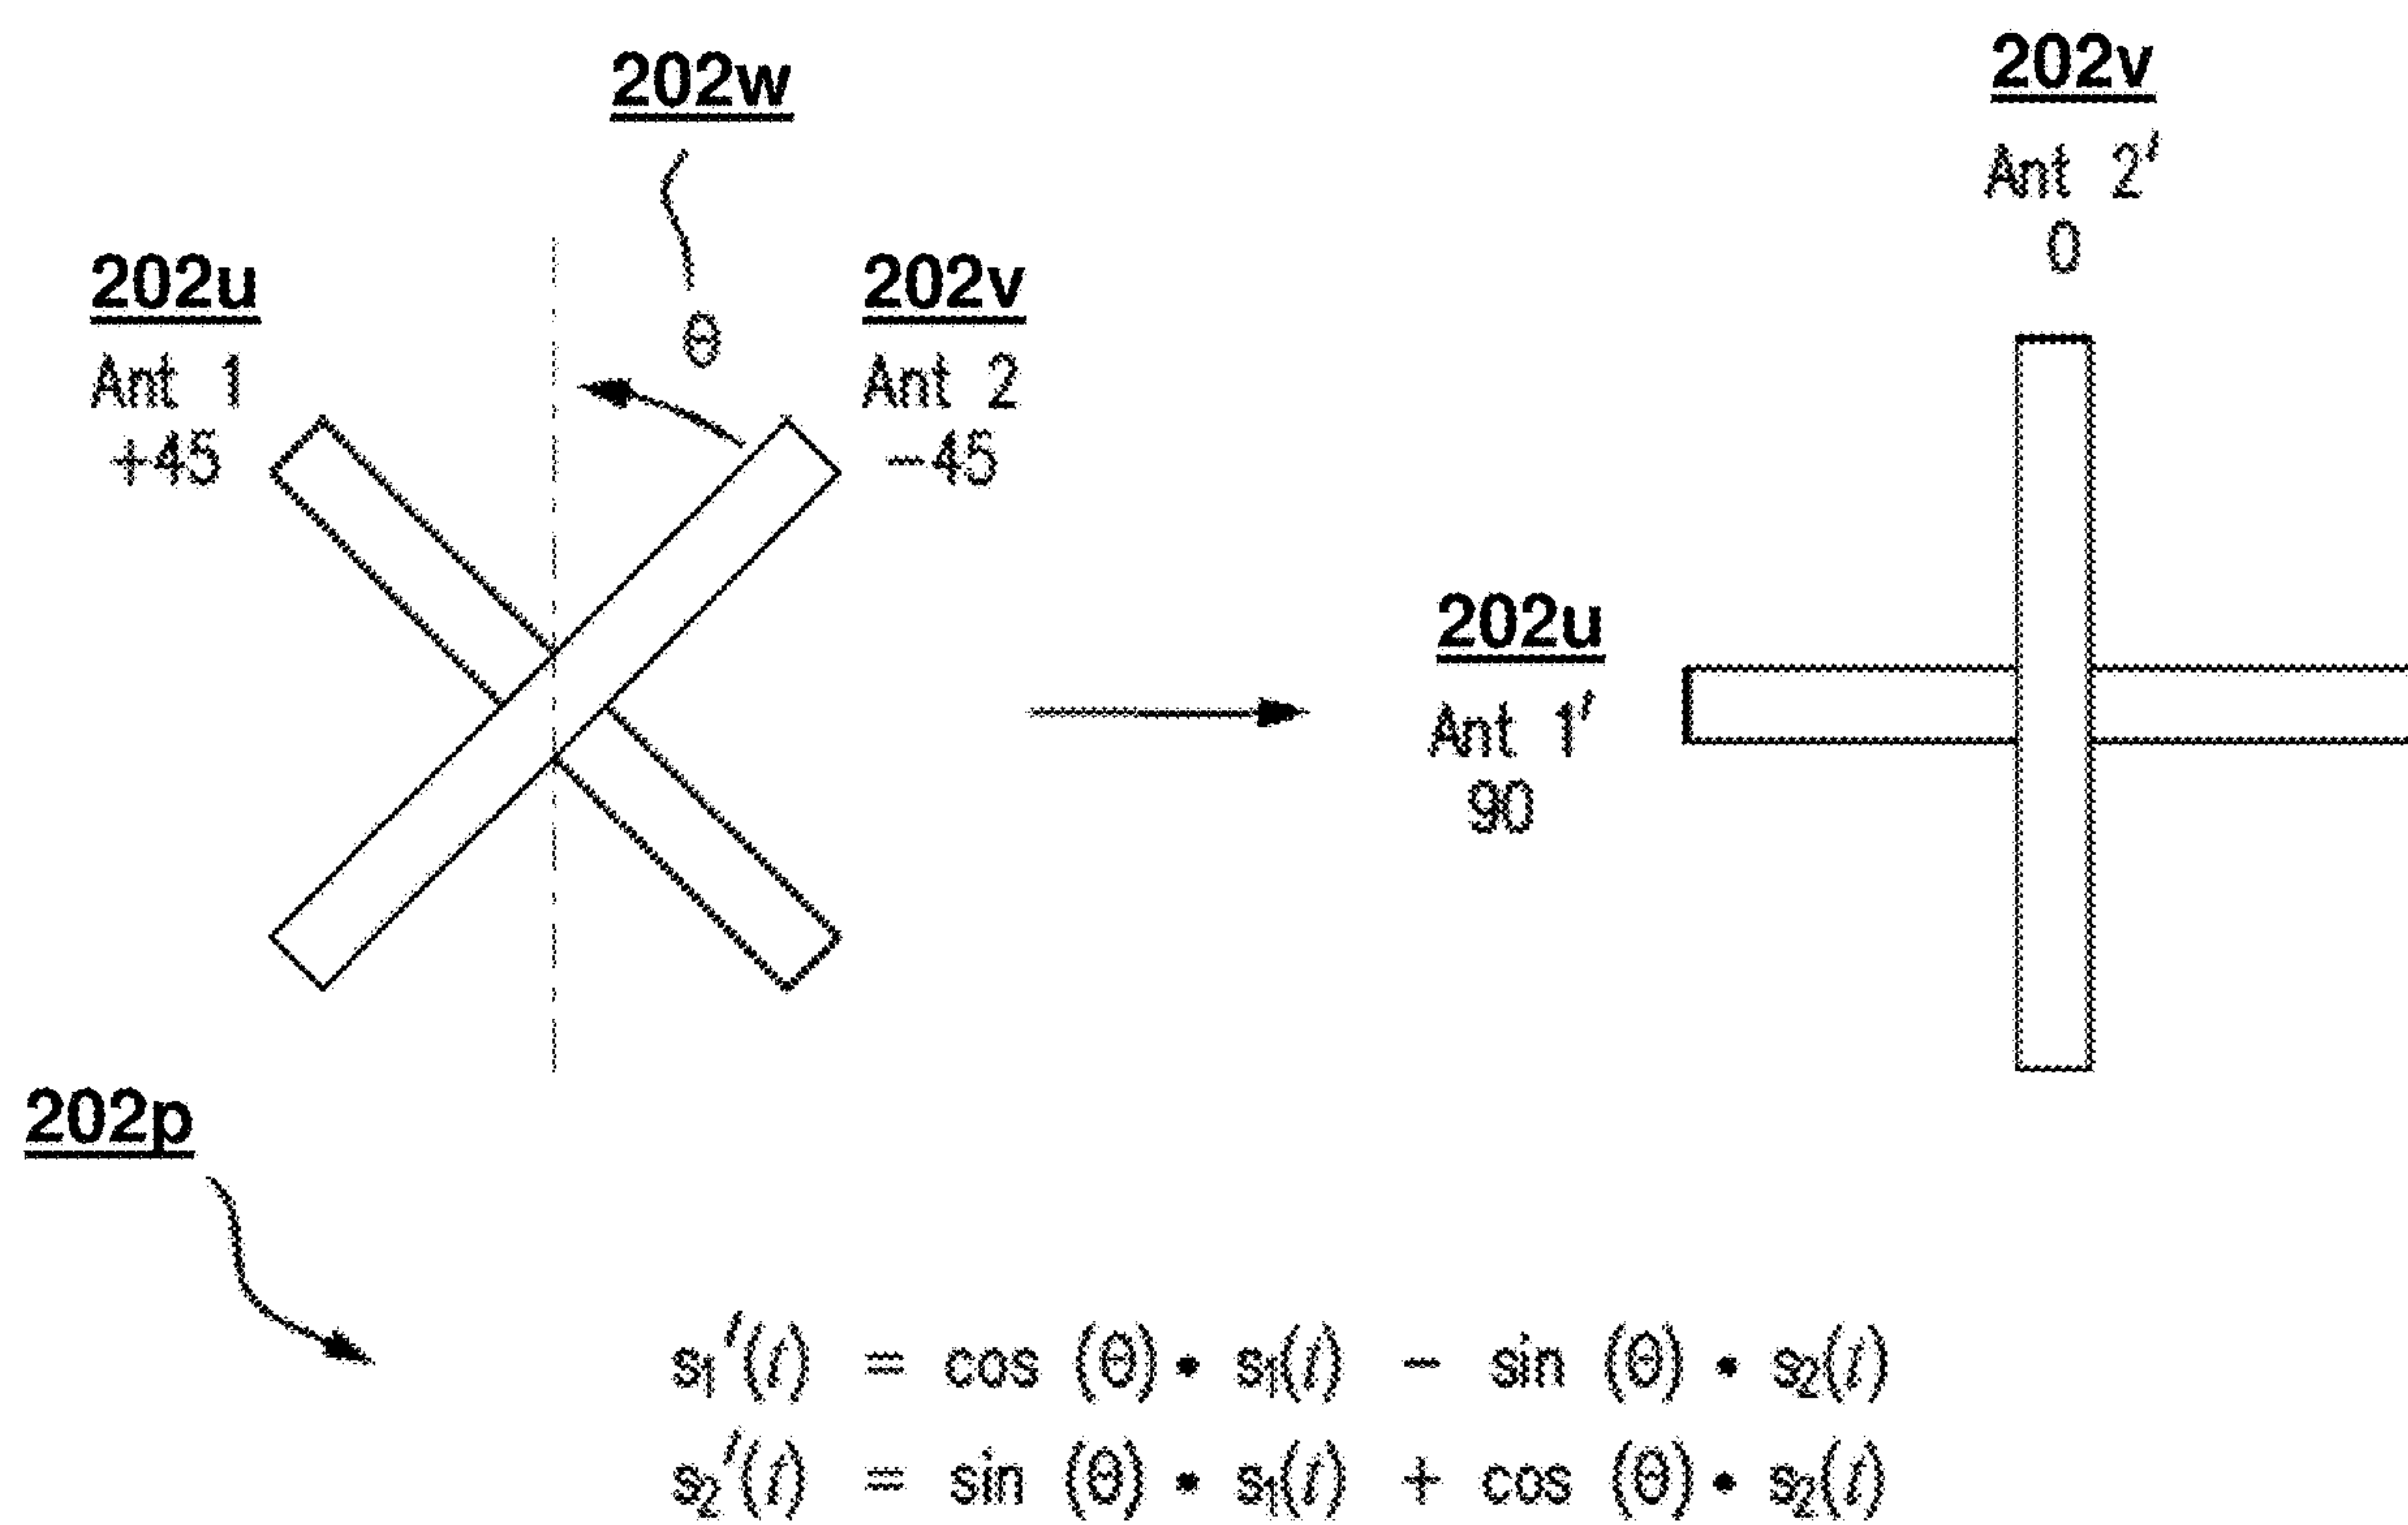 202w
θ
202u
Ant 1
+45
202v
Ant 2
−45
202v
Ant 2′
0
202u
Ant 1′
90
202p
s₁′(t) = cos (θ) • s₁(t) − sin (θ) • s₂(t)
s₂′(t) = sin (θ) • s₁(t) + cos (θ) • s₂(t)